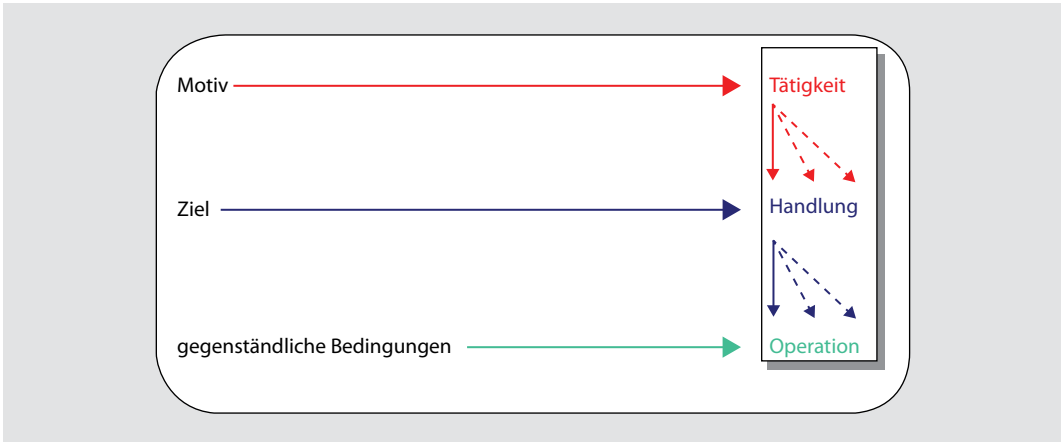 Motiv Tätigkeit
Ziel Handlung
gegenständliche Bedingungen Operation